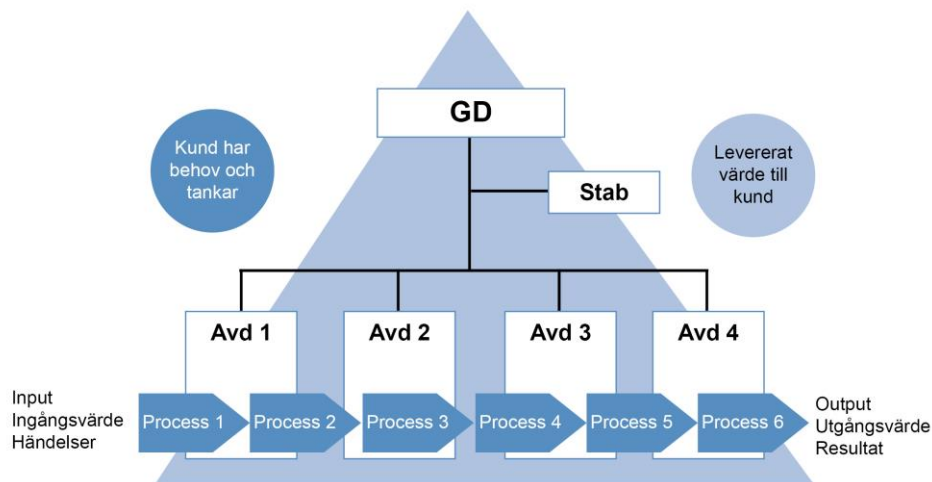 GD
Kund har
behov och
tankar
Levererat
värde till
kund
Stab
Avd 1
Avd 2
Avd 3
Avd 4
Input
Ingångsvärde
Händelser
Process 1
Process 2
Process 3
Process 4
Process 5
Process 6
Output
Utgångsvärde
Resultat